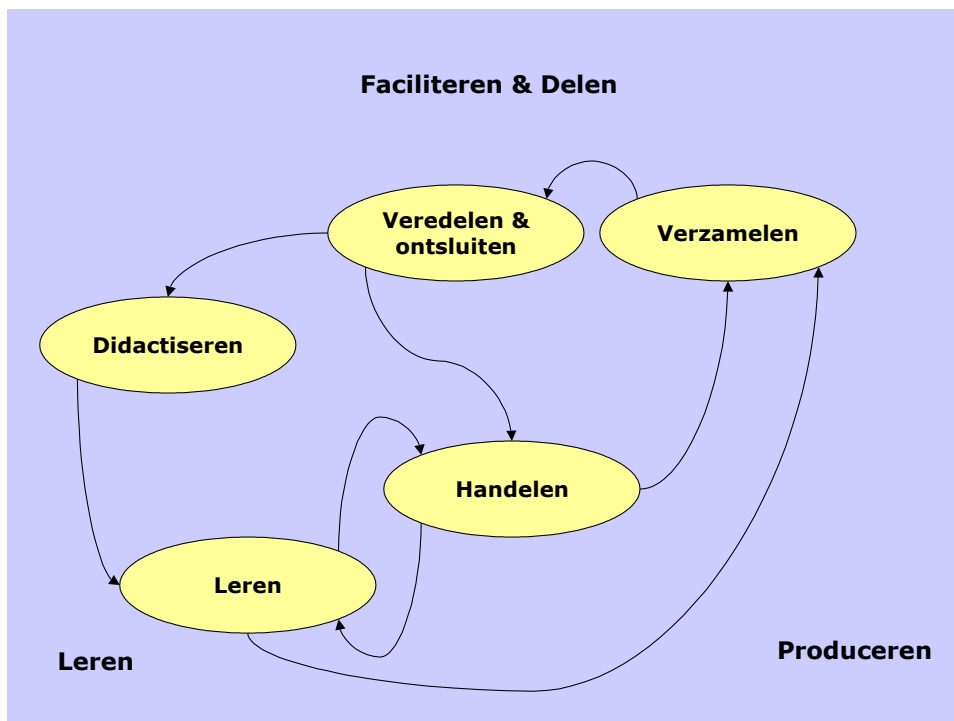 Faciliteren & Delen
Veredelen &
ontsluiten
Verzamelen
Didactiseren
Handelen
Leren
Leren
Produceren